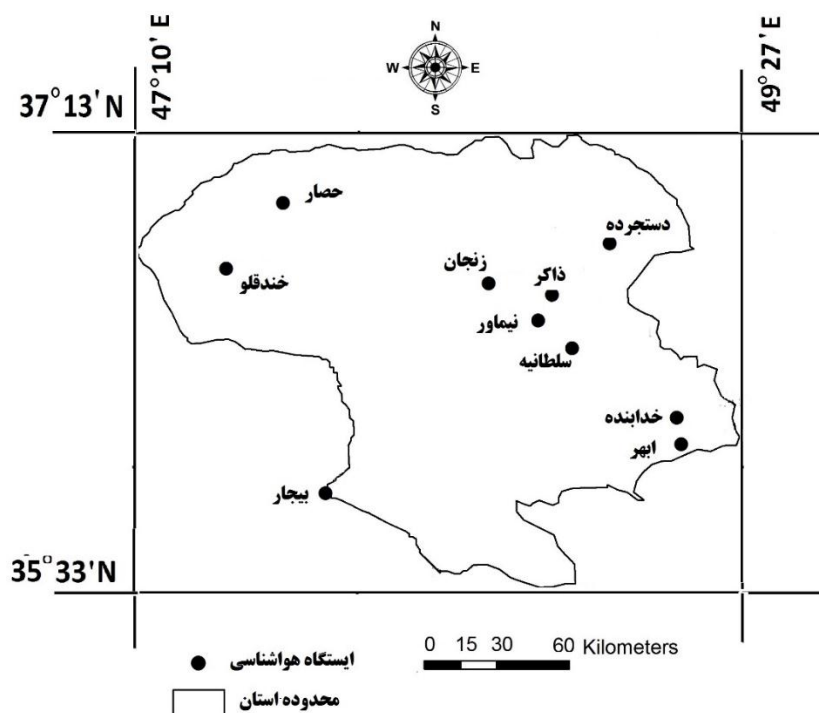 N
W
E
S
47°10' E
49°27' E
37°13' N
حصار
دستجرده
خندقلو
زنجان
ذاکر
نیماور
سلطانیه
خدابنده
ابهر
بیجار
35°33'N
0 15 30 60 Kilometers
ایستگاه هواشناسی
محدوده استان